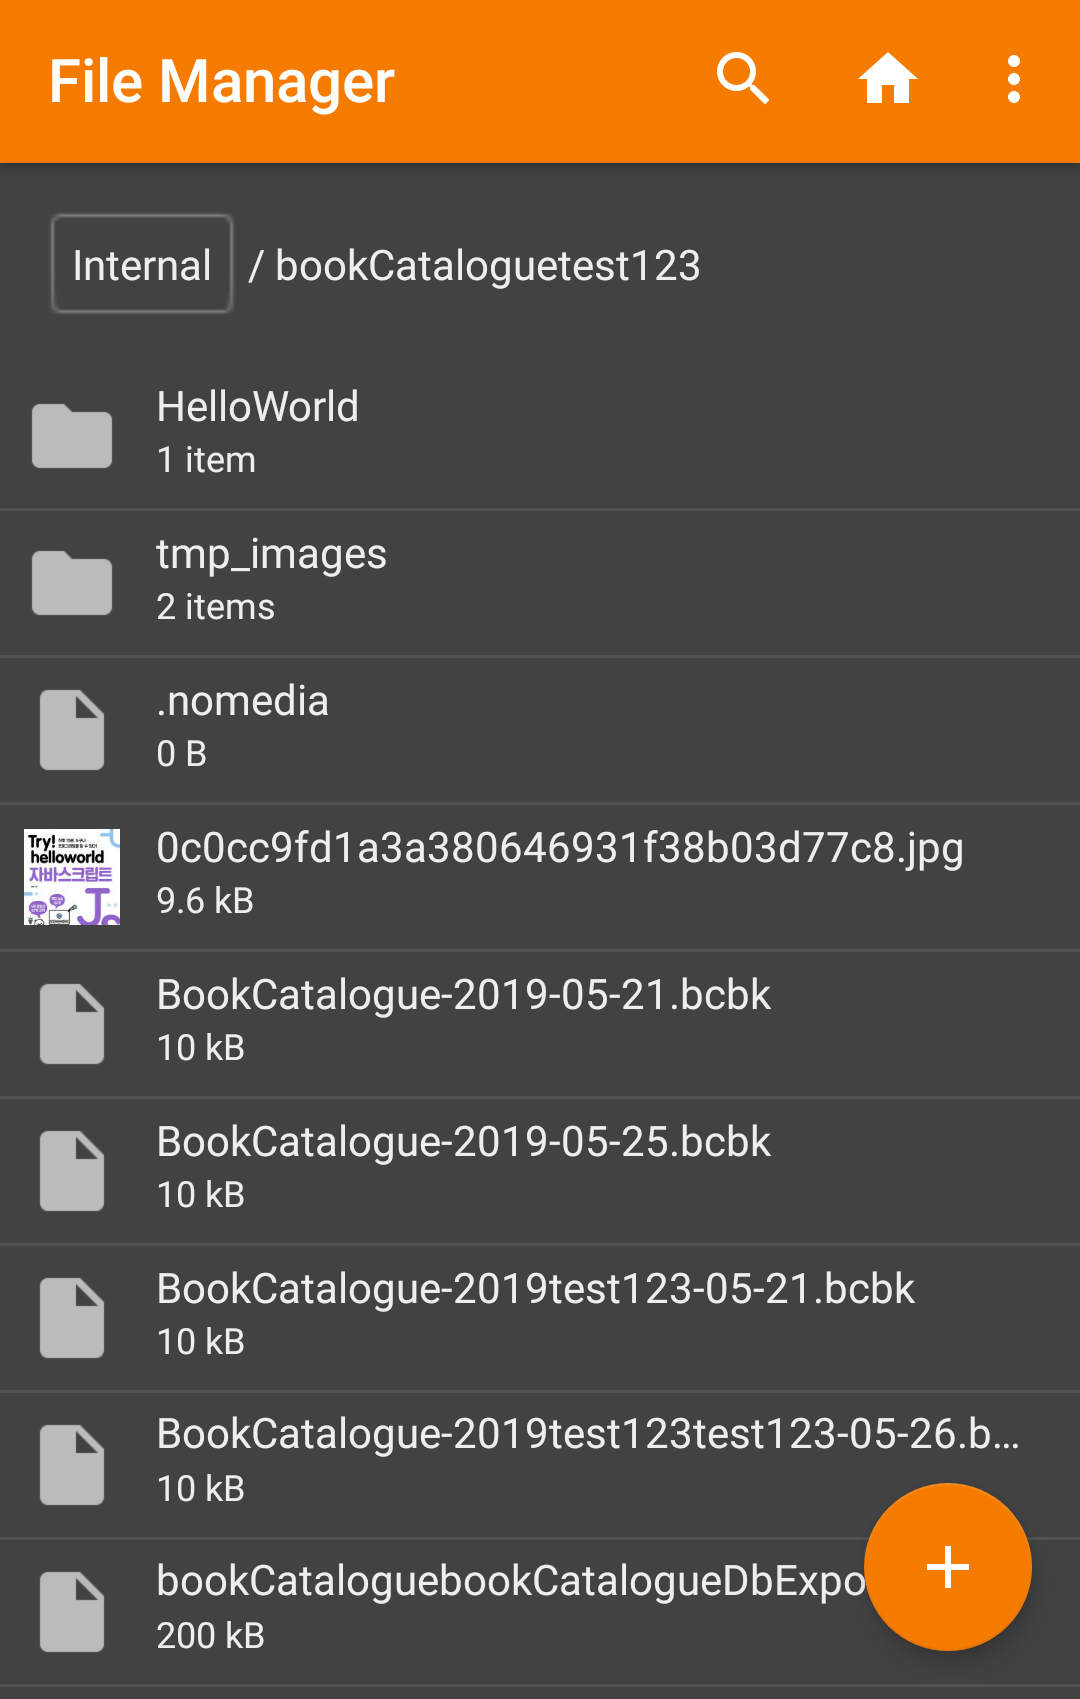 File Manager
Internal / bookCataloguetest123
HelloWorld
1 item
tmp_images
2 items
.nomedia
0 B
Try!
helloworld
자바스크립트
0c0cc9fd1a3a380646931f38b03d77c8.jpg
9.6 kB
BookCatalogue-2019-05-21.bcbk
10 kB
BookCatalogue-2019-05-25.bcbk
10 kB
BookCatalogue-2019test123-05-21.bcbk
10 kB
BookCatalogue-2019test123test123-05-26.b...
10 kB
bookCataloguebookCatalogueDbExpo
200 kB